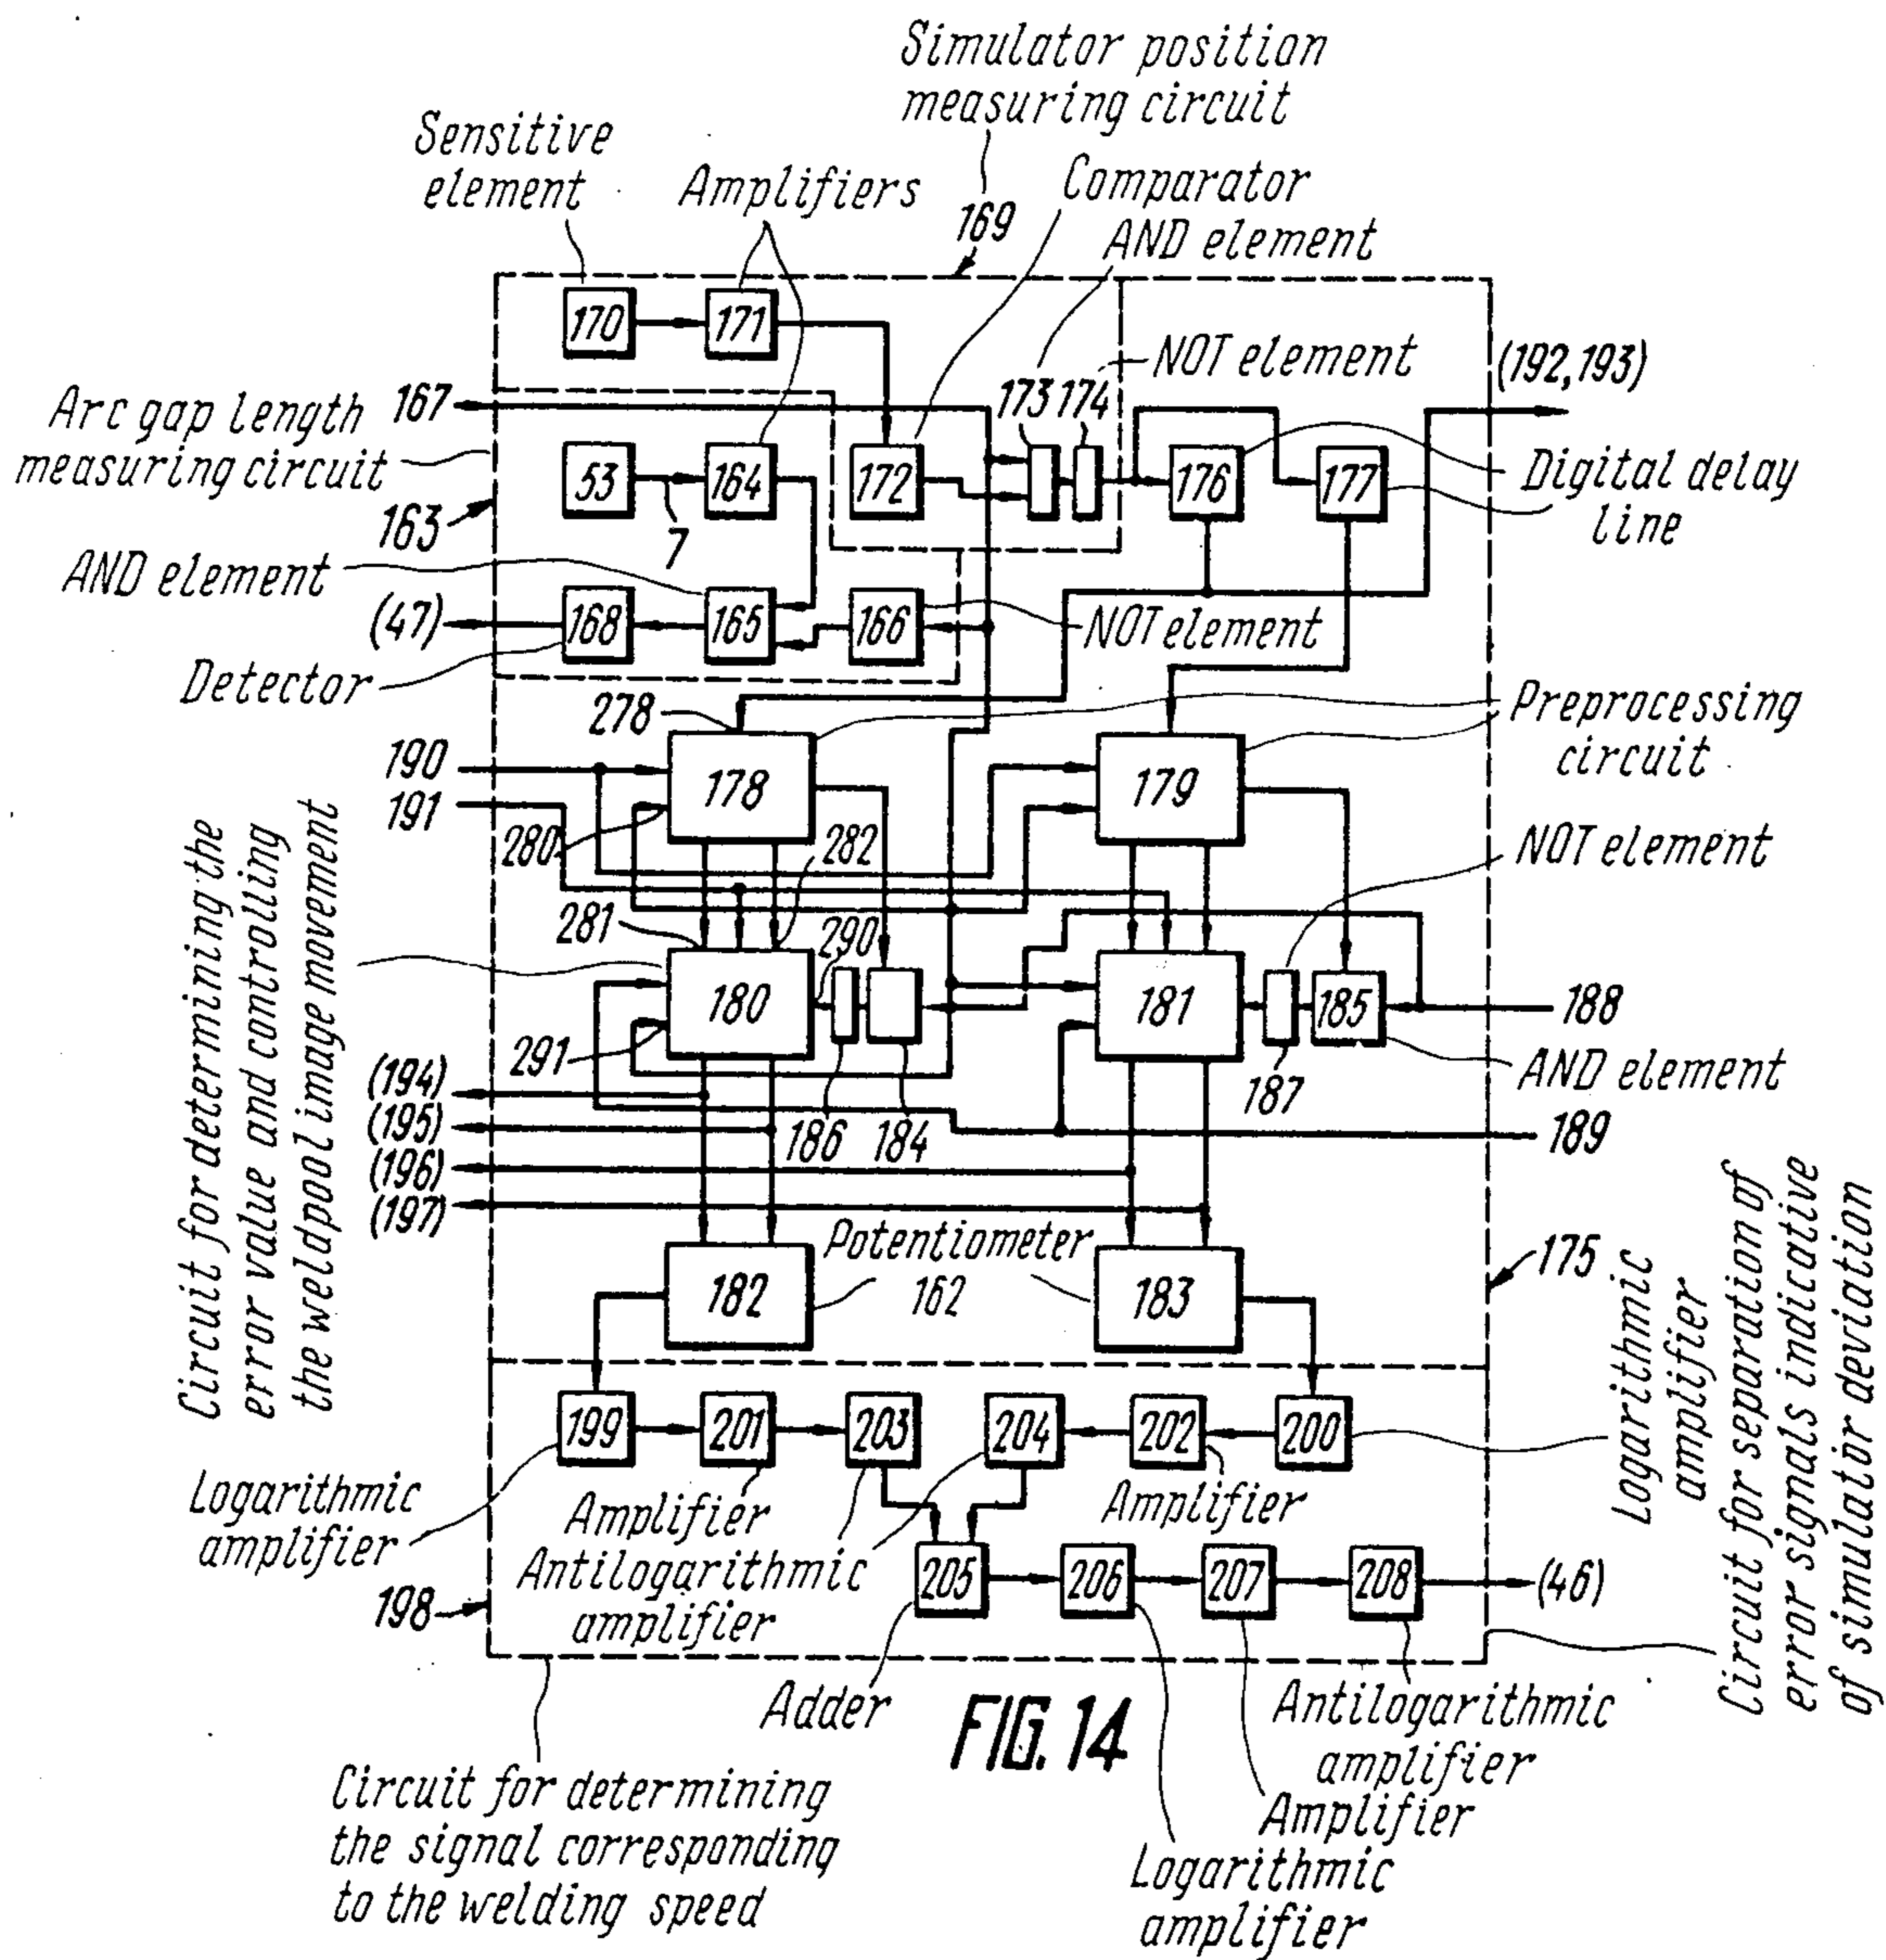 Simulator position
measuring circuit
Sensitive
element
Amplifiers
Comparator
169
AND element
170
171
NOT element
(192,193)
Arc gap length
measuring circuit
167
173
174
53
164
172
176
177
Digital delay
line
163
7
AND element
(47)
168
165
166
NOT element
Detector
278
Preprocessing
circuit
190
191
178
179
280
282
NOT element
281
290
180
181
185
188
291
AND element
(194)
187
(195)
186
184
189
(196)
(197)
Circuit for determining the
error value and controlling
the weldpool image movement
Potentiometer
162
182
183
175
Logarithmic
amplifier
Circuit for separation of
error signals indicative
of simulator deviation
199
201
203
204
202
200
Logarithmic
amplifier
Amplifier
Amplifier
Antilogarithmic
amplifier
205
206
207
208
(46)
198
Adder
FIG. 14
Antilogarithmic
amplifier
Amplifier
Logarithmic
amplifier
Circuit for determining
the signal corresponding
to the welding speed